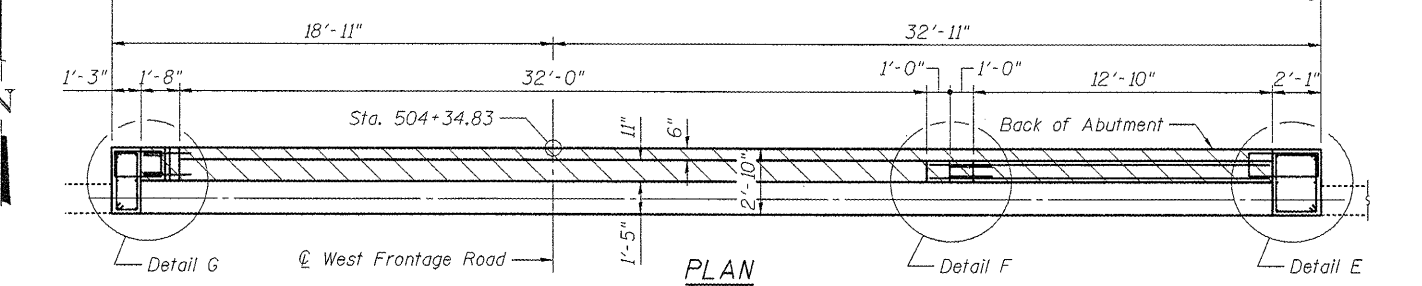 18'-11"
32'-11"
1'-3"
1'-8"
32'-0"
1'-0"
1'-0"
12'-10"
2'-1"
Sta. 504+34.83
11"
6"
Back of Abutment
2'-10"
1'-5"
Detail G
℄ West Frontage Road
PLAN
Detail F
Detail E